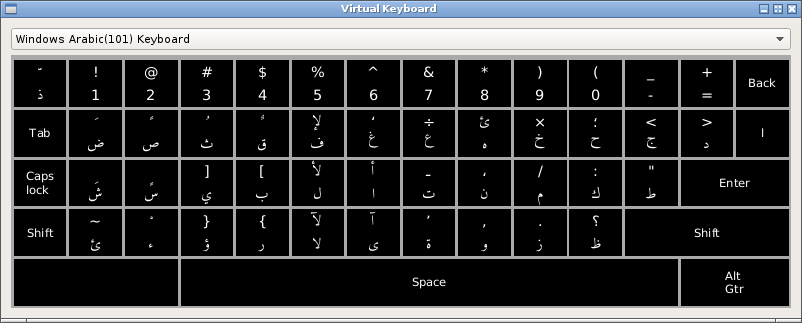 Virtual Keyboard
Windows Arabic(101) Keyboard
ّ ! @ # $ % ^ & * ) ( _ + Back
ذ 1 2 3 4 5 6 7 8 9 0 - =
Tab َ ً ُ ٌ لإ ‘ ÷ ئ × ؛ < > |
ض ص ث ق ف غ ع ه خ ح ج د
Caps lock ] [ لأ أ ـ ، / : " Enter
شَ سً ي ب ل ا ت ن م ك ط
Shift ~ ْ } { لآ آ ’ , . ؟ Shift
ئ ء ؤ ر لا ى ة و ز ظ
Space Alt Gtr